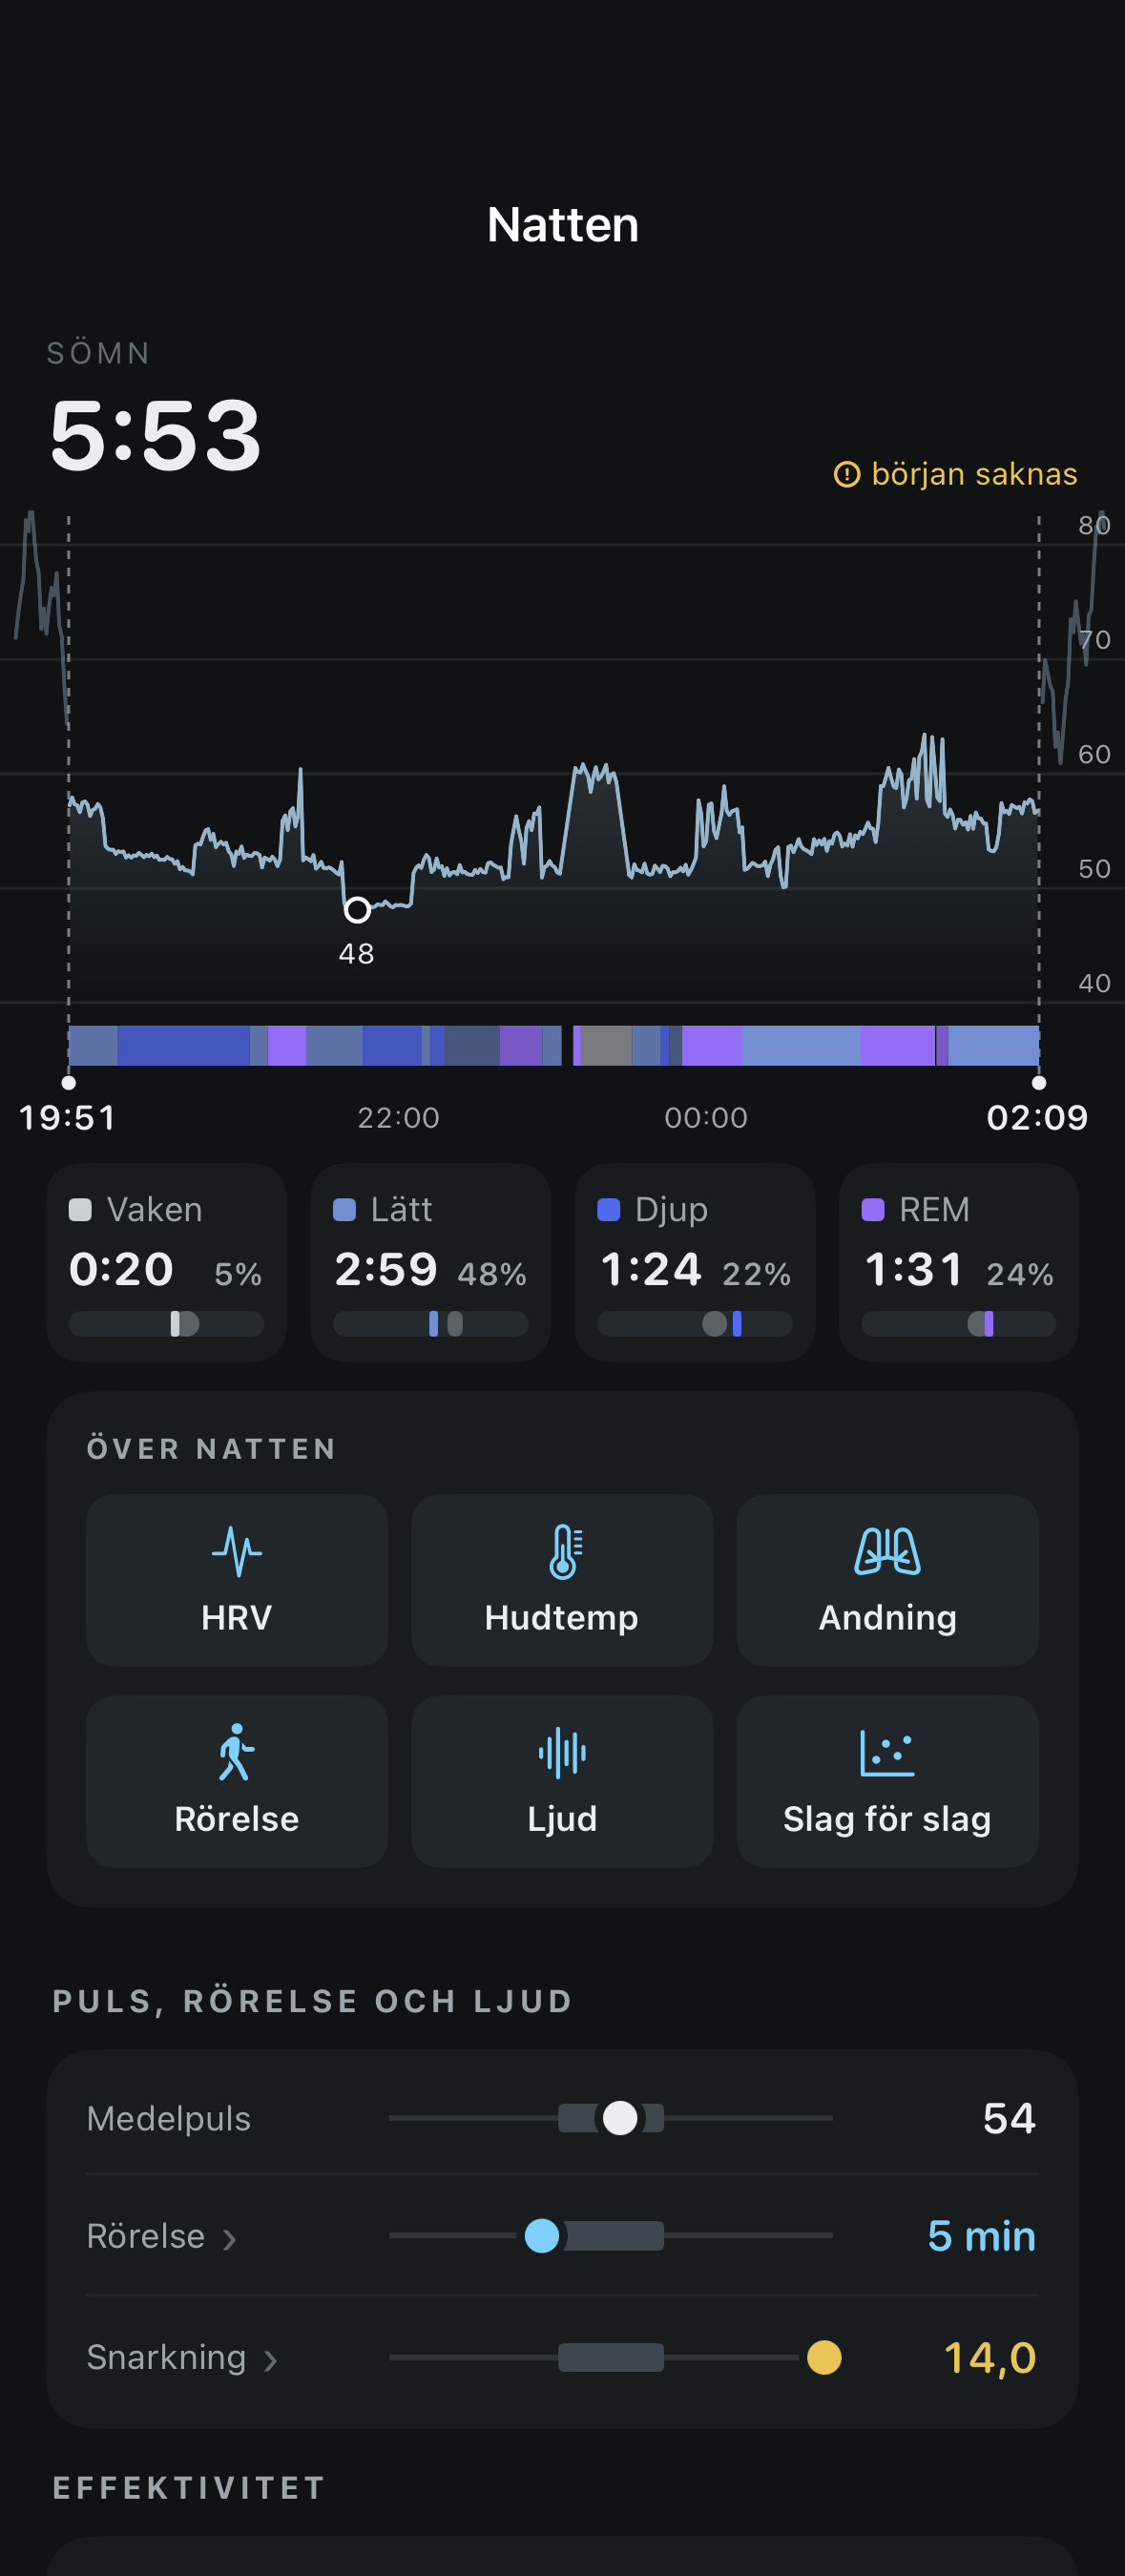 Natten
SÖMN
5:53
början saknas
80
70
60
50
48
40
19:51 22:00 00:00 02:09
Vaken Lätt Djup REM
0:20 5% 2:59 48% 1:24 22% 1:31 24%
ÖVER NATTEN
HRV Hudtemp Andning
Rörelse Ljud Slag för slag
PULS, RÖRELSE OCH LJUD
Medelpuls 54
Rörelse › 5 min
Snarkning › 14,0
EFFEKTIVITET